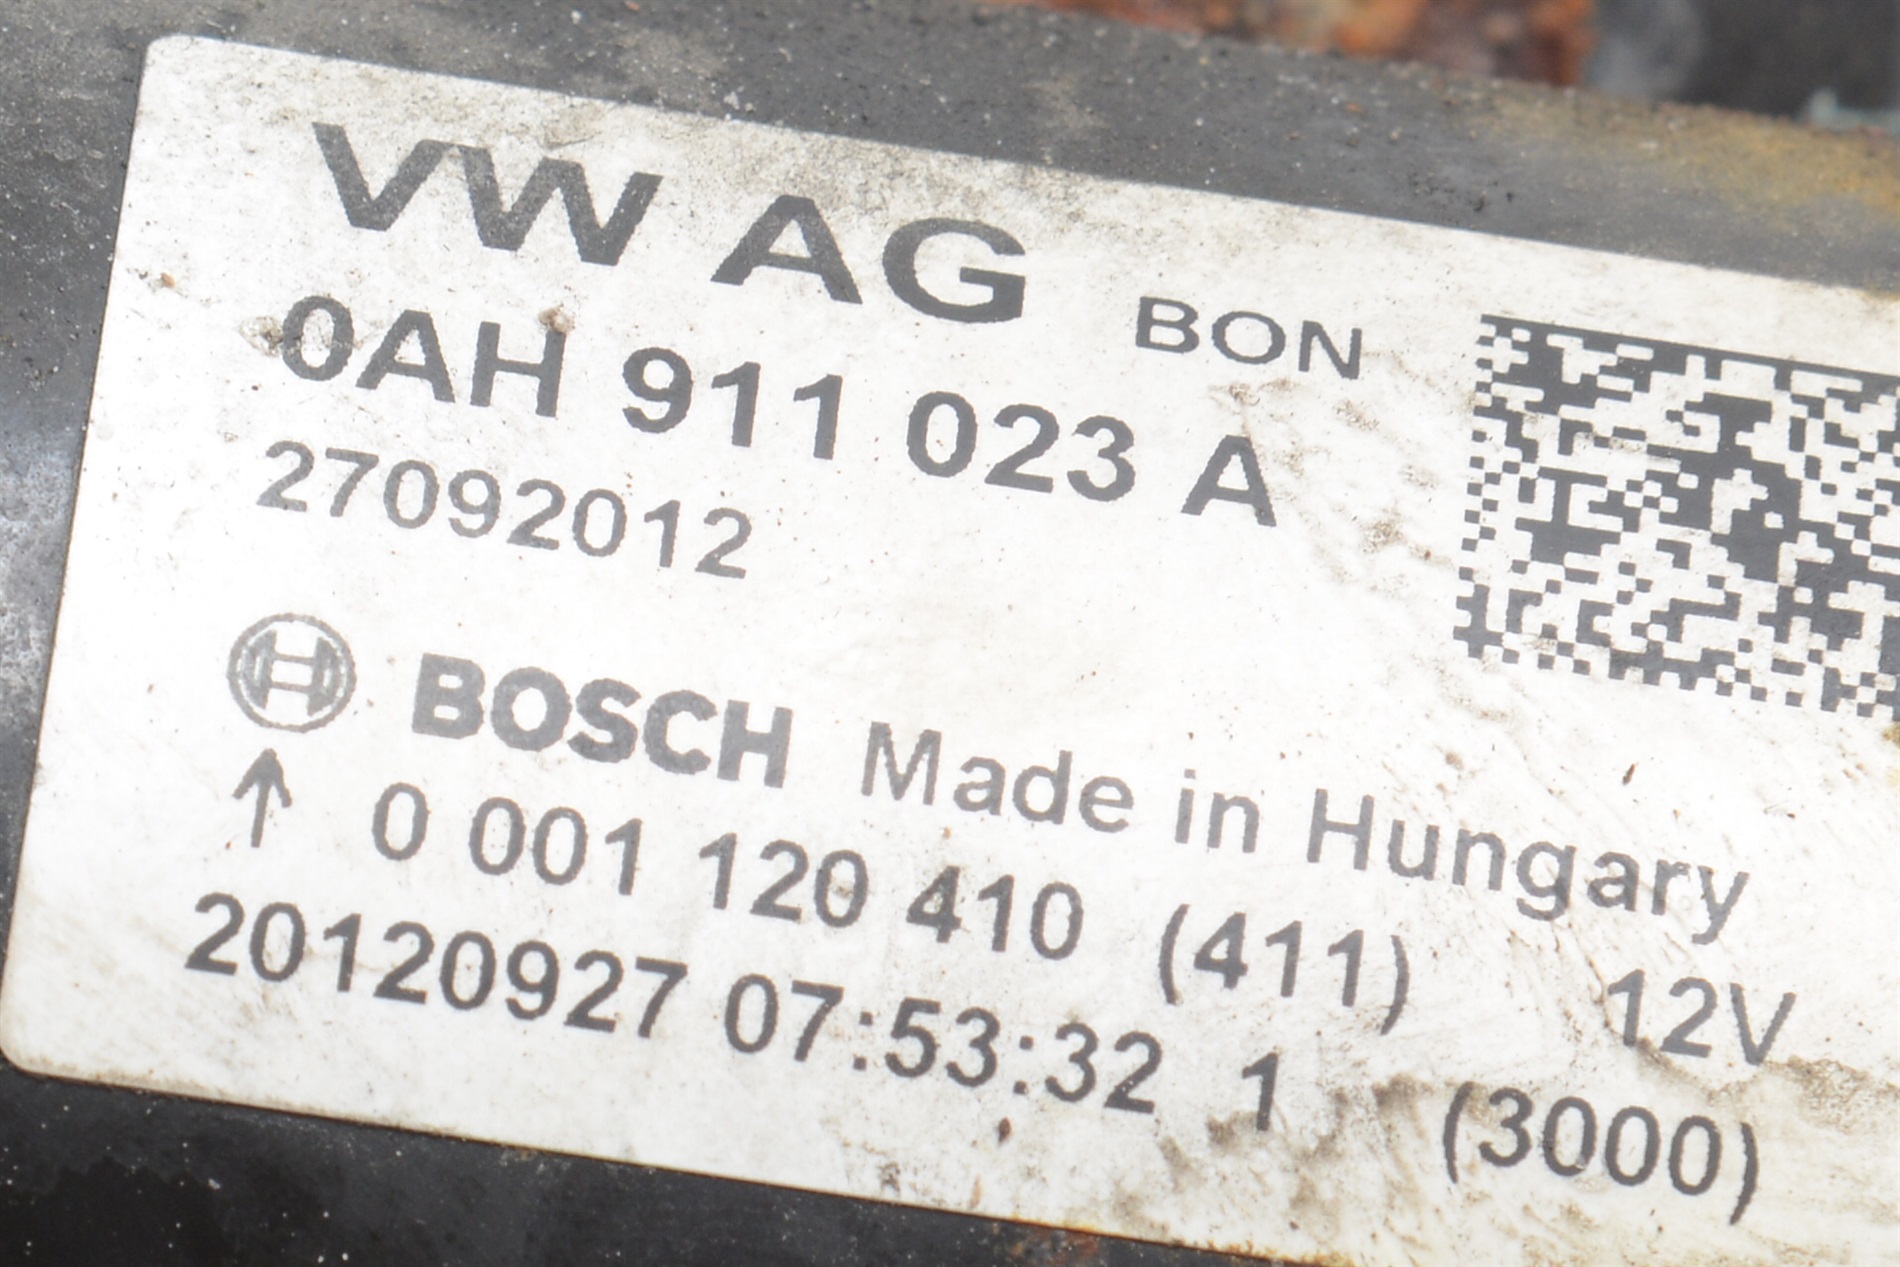 VW AG BON
0AH 911 023 A
27092012
BOSCH Made in Hungary
↑ 0 001 120 410 (411) 12V
20120927 07:53:32 1 (3000)